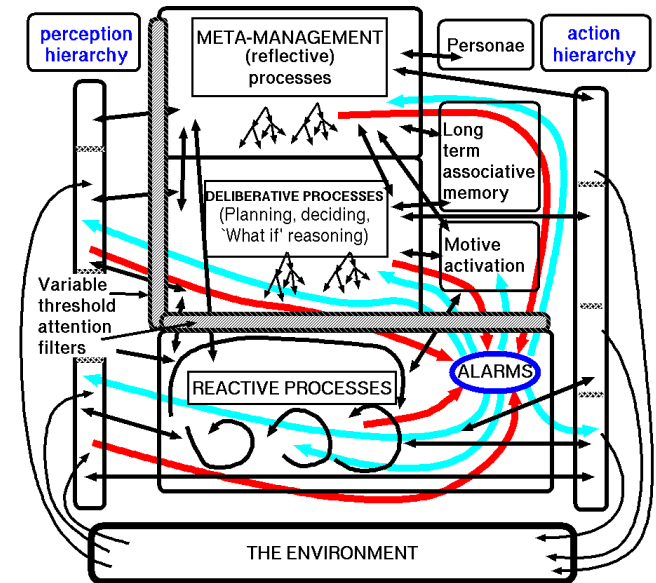 perception
hierarchy
META-MANAGEMENT
(reflective)
processes
Personae
action
hierarchy
Long
term
associative
memory
DELIBERATIVE PROCESSES
(Planning, deciding,
`What if' reasoning)
Motive
activation
Variable
threshold
attention
filters
REACTIVE PROCESSES
ALARMS
THE ENVIRONMENT